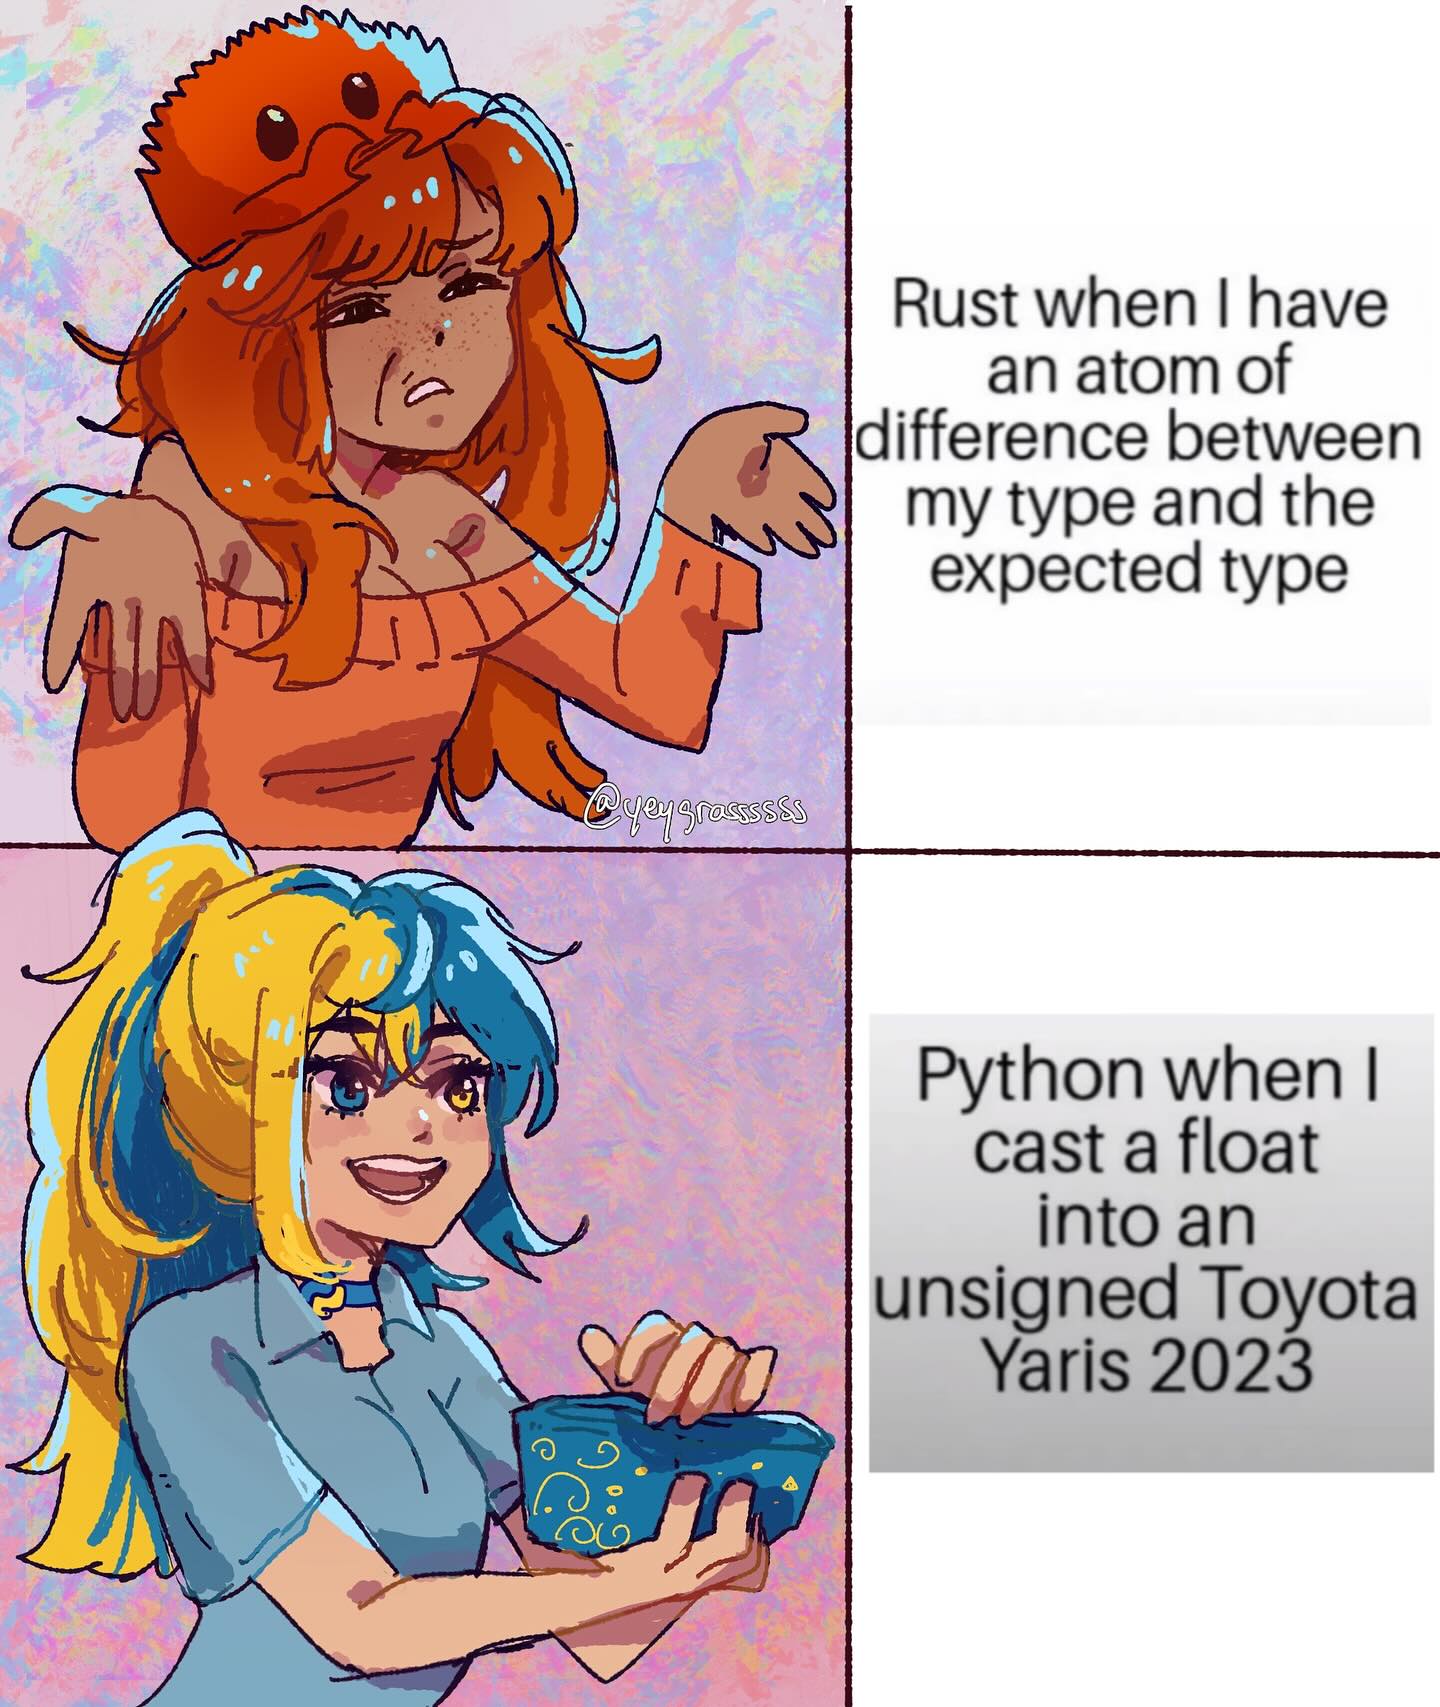 Rust when I have
an atom of
difference between
my type and the
expected type
@yeygrasssssss
Python when I
cast a float
into an
unsigned Toyota
Yaris 2023